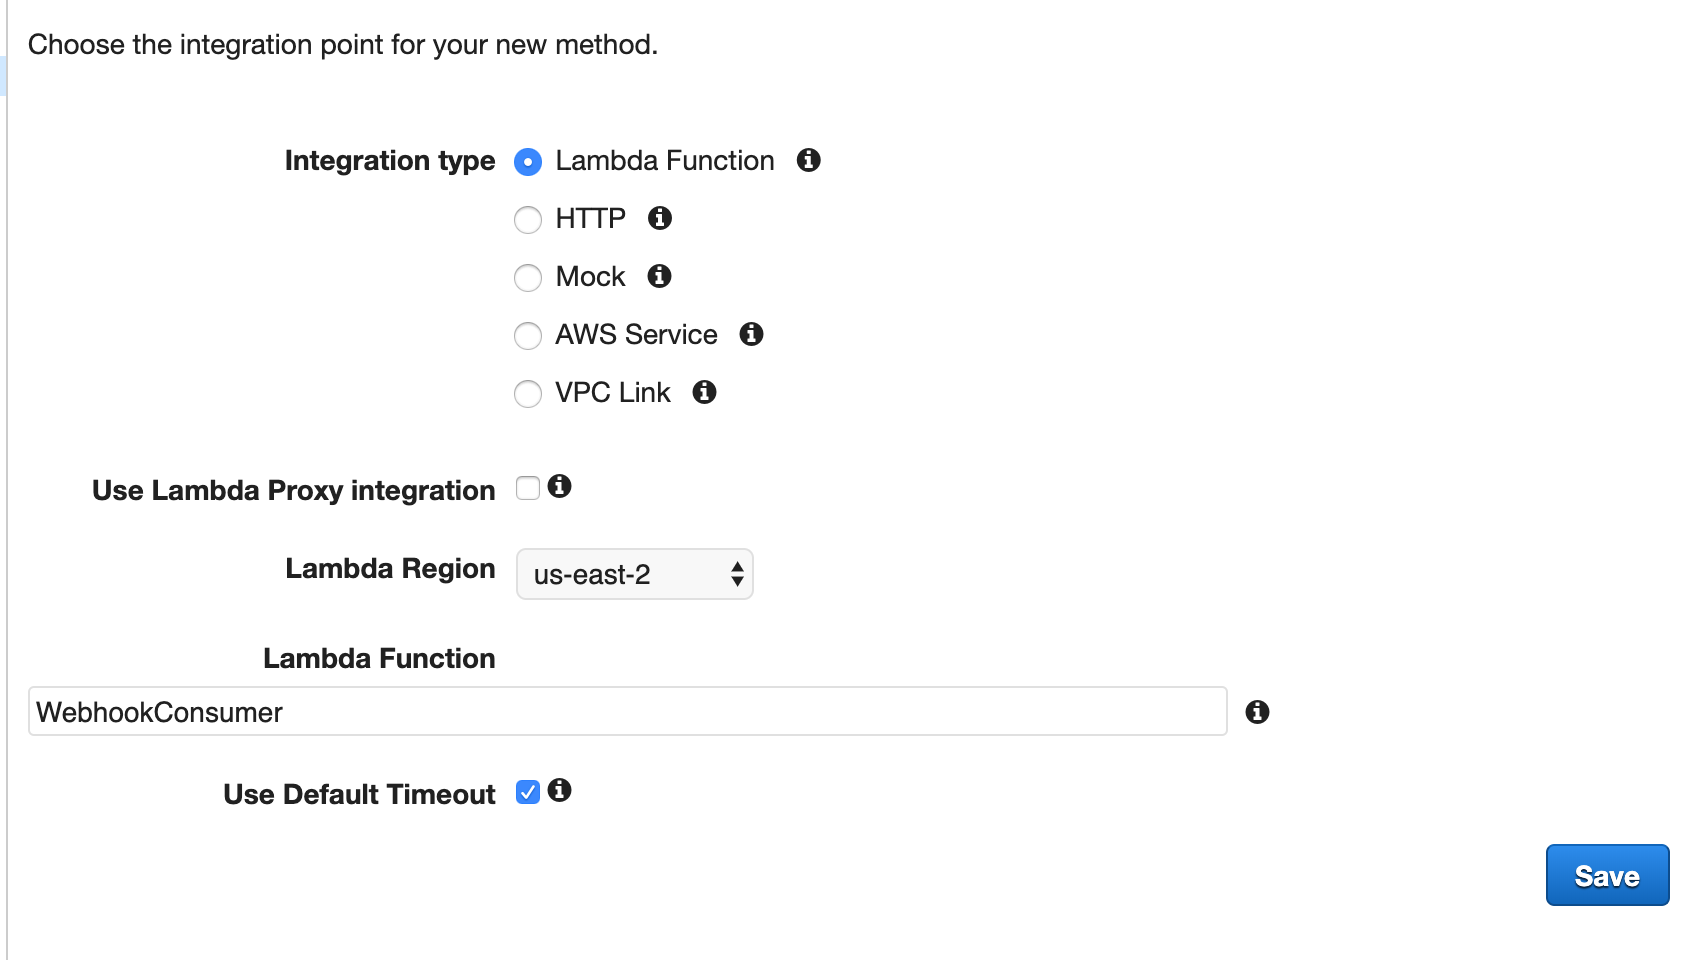 Choose the integration point for your new method.
Integration type Lambda Function
HTTP
Mock
AWS Service
VPC Link
Use Lambda Proxy integration
Lambda Region us-east-2
Lambda Function
WebhookConsumer
Use Default Timeout
Save